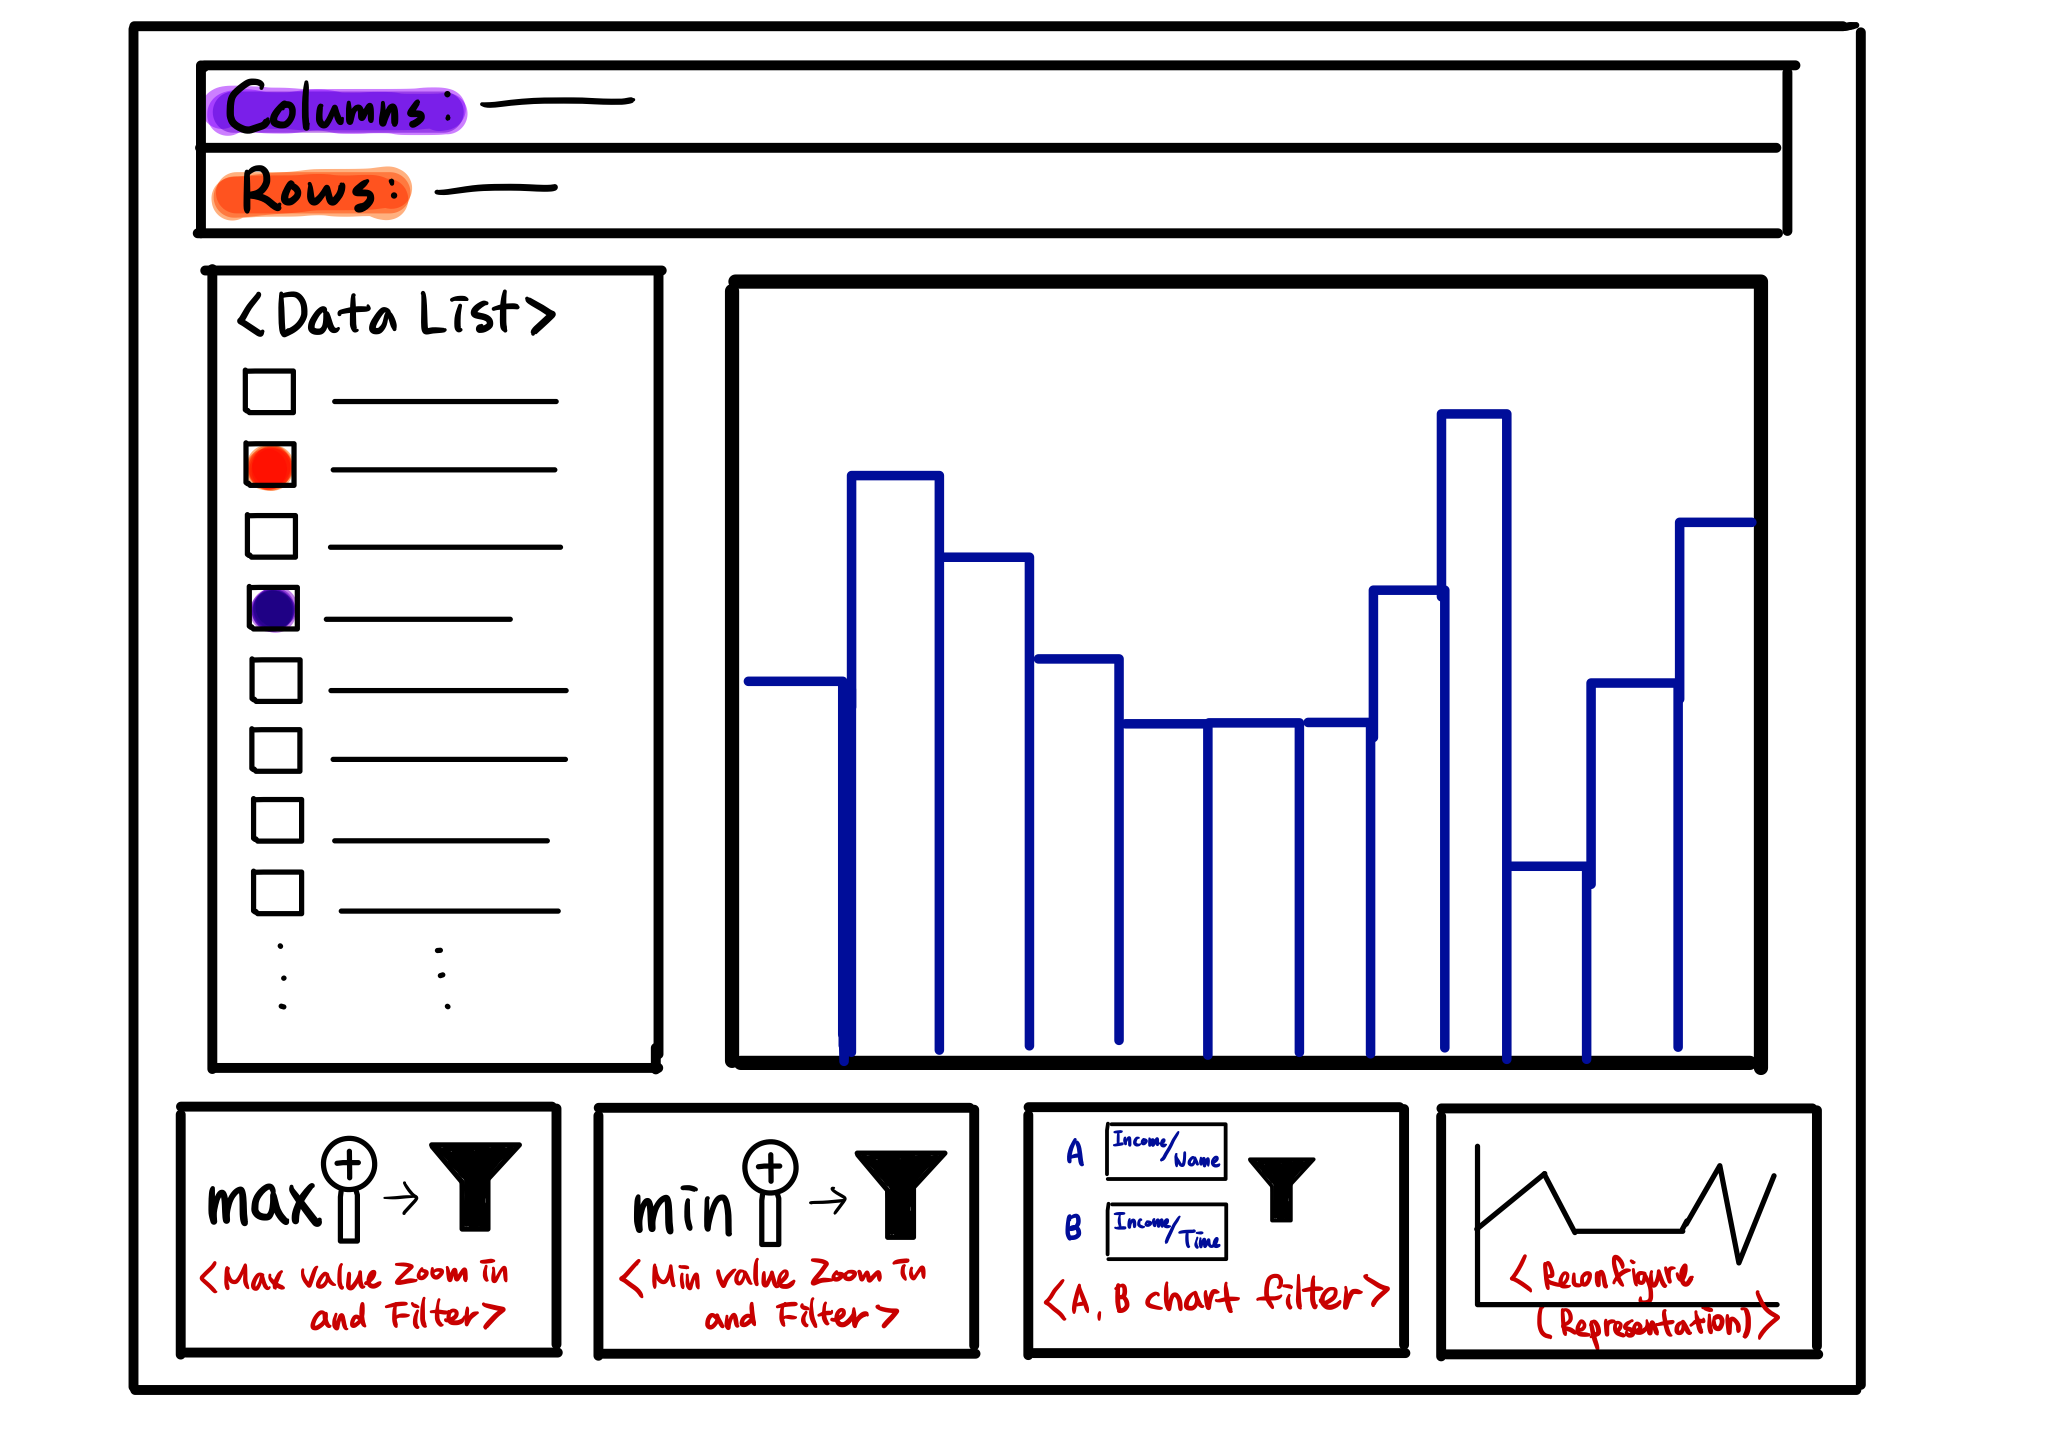 Columns:
Rows:
<Data List>
max
<Max value Zoom in
and Filter>
min
<Min value Zoom in
and Filter>
A Income/
Name
B Income/
Time
<A, B chart filter>
<Reconfigure
(Representation)>